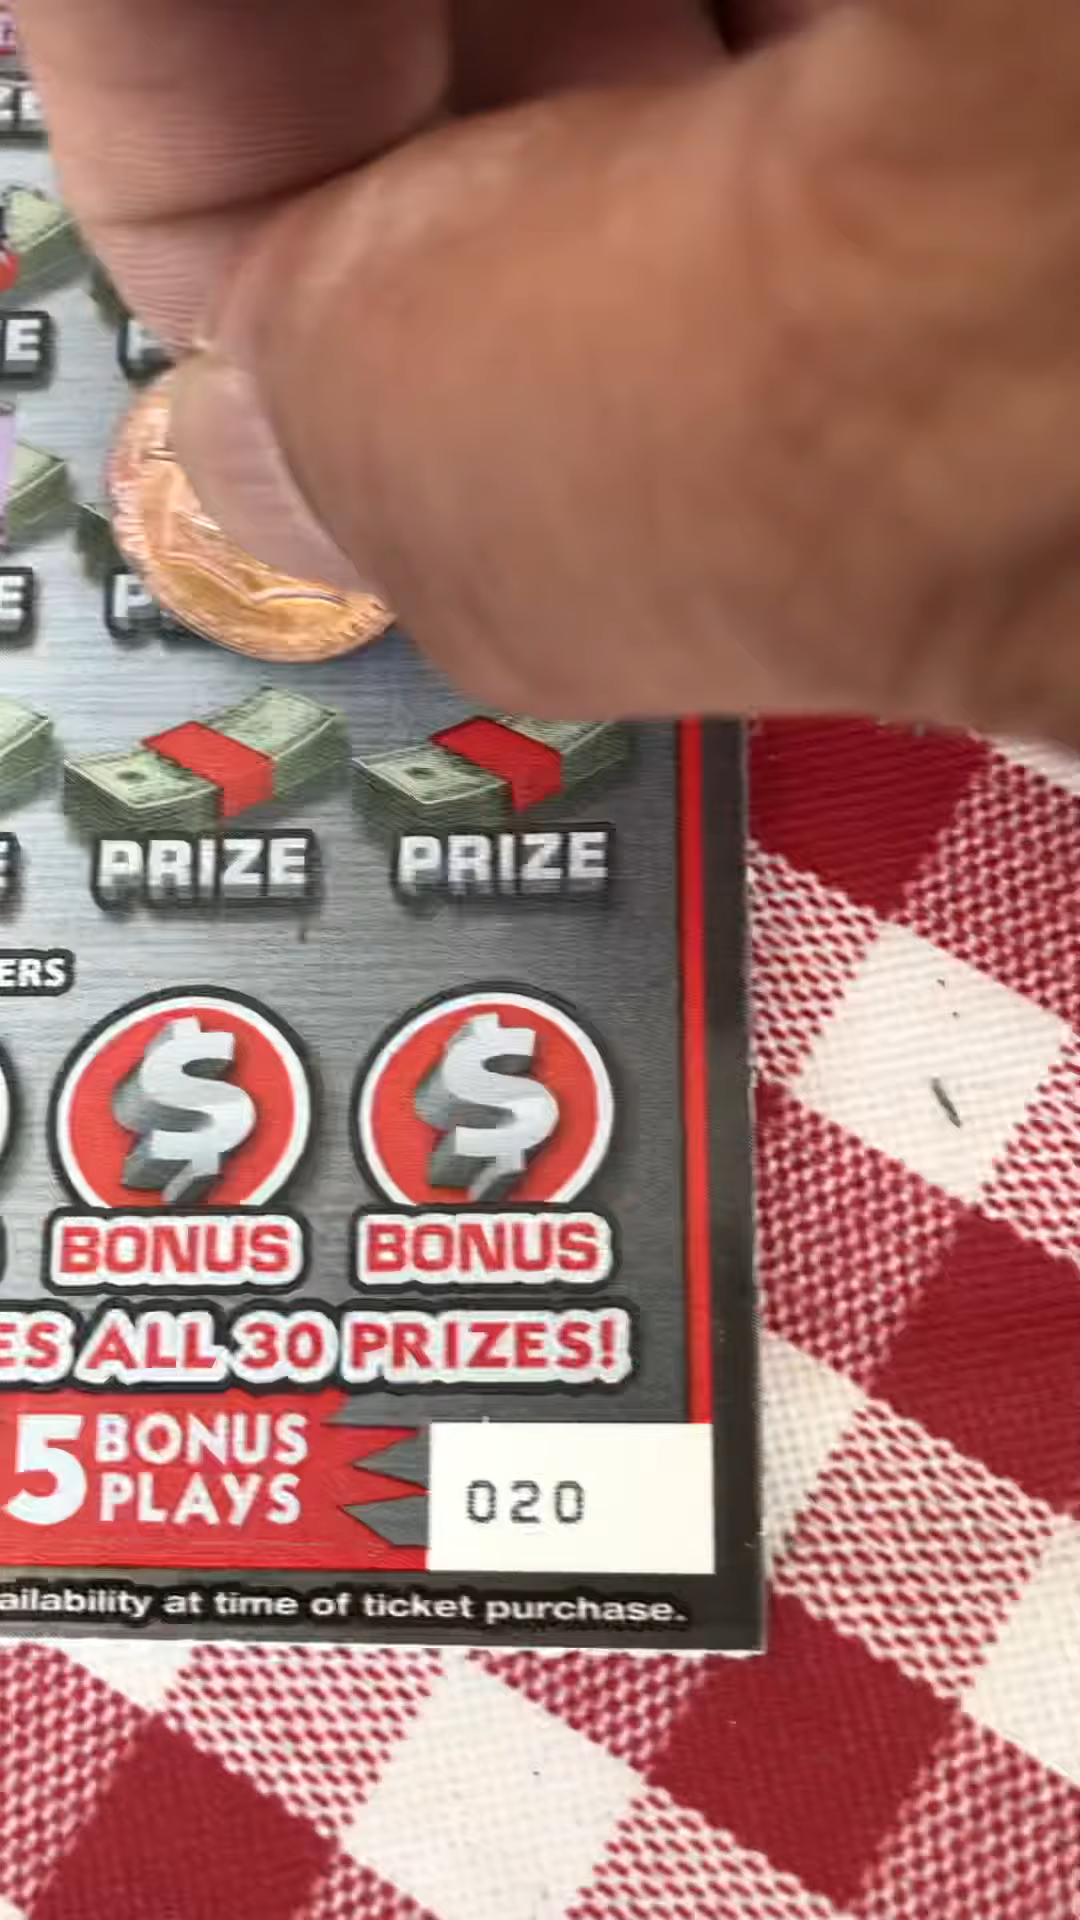 PRIZE PRIZE
ERS
BONUS BONUS
ES ALL 30 PRIZES!
5 BONUS
PLAYS
020
ailability at time of ticket purchase.